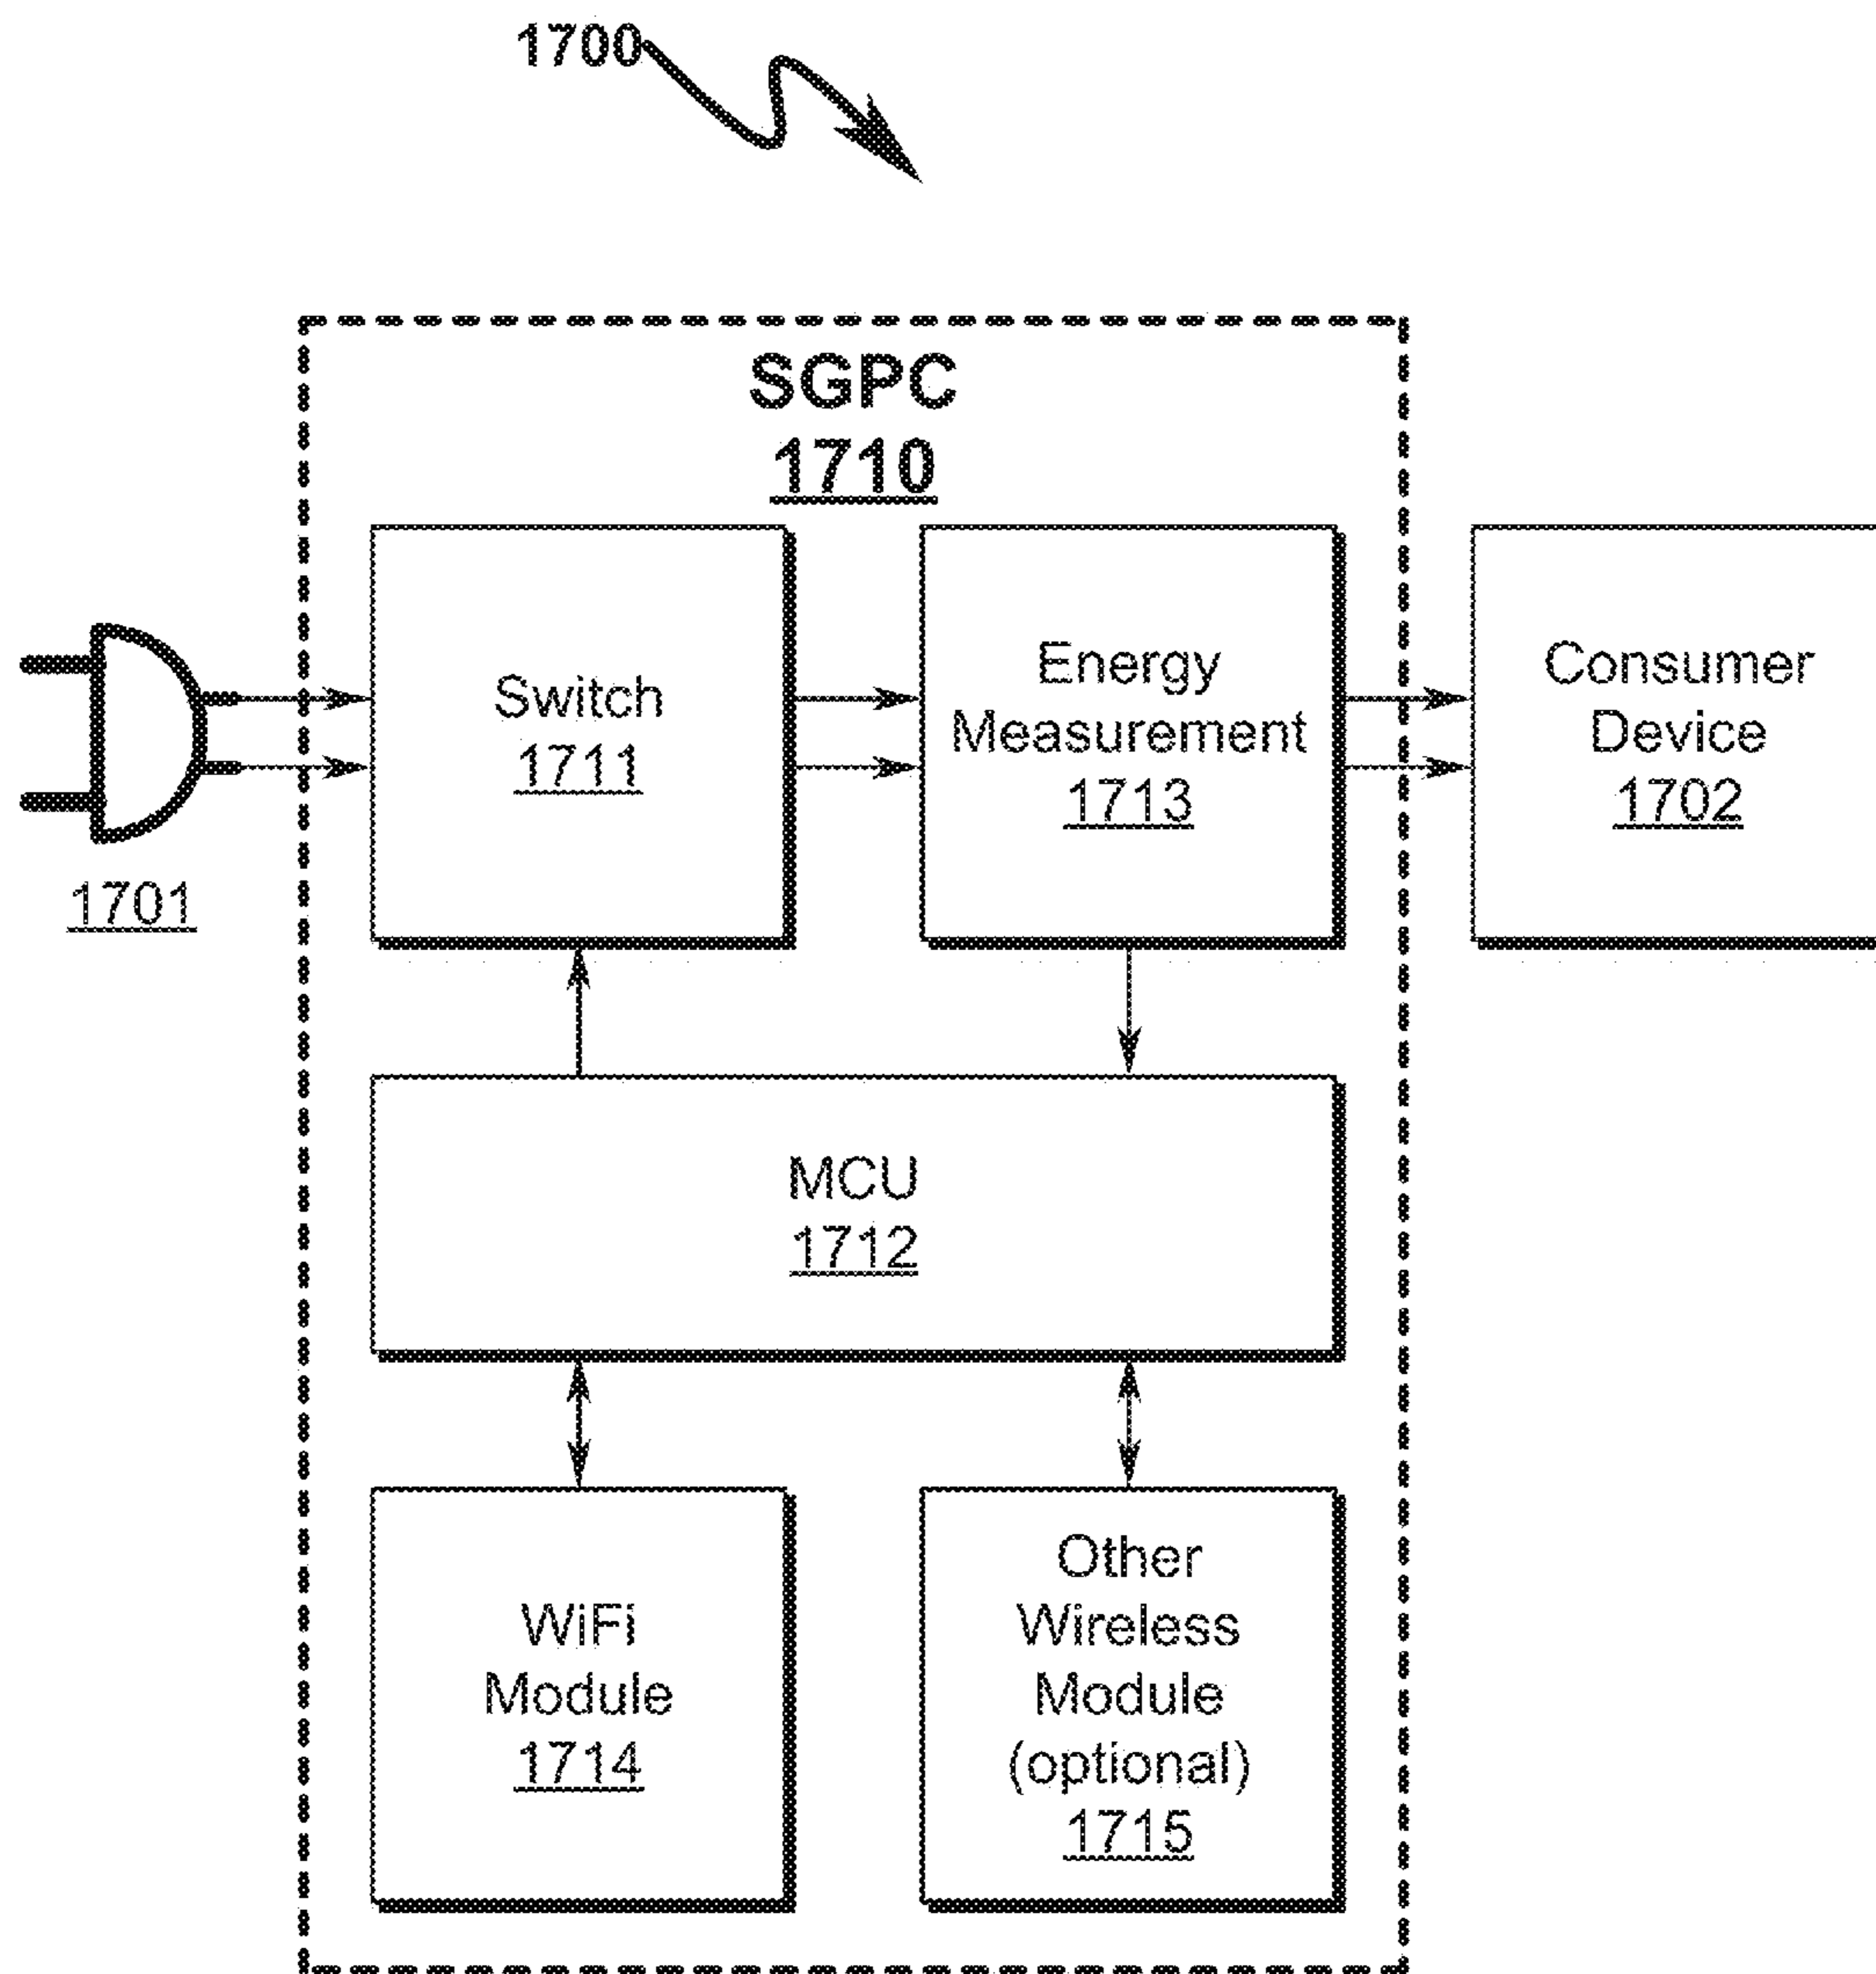 1700
SGPC
1710
Switch
1711
Energy
Measurement
1713
Consumer
Device
1702
1701
MCU
1712
WiFi
Module
1714
Other
Wireless
Module
(optional)
1715